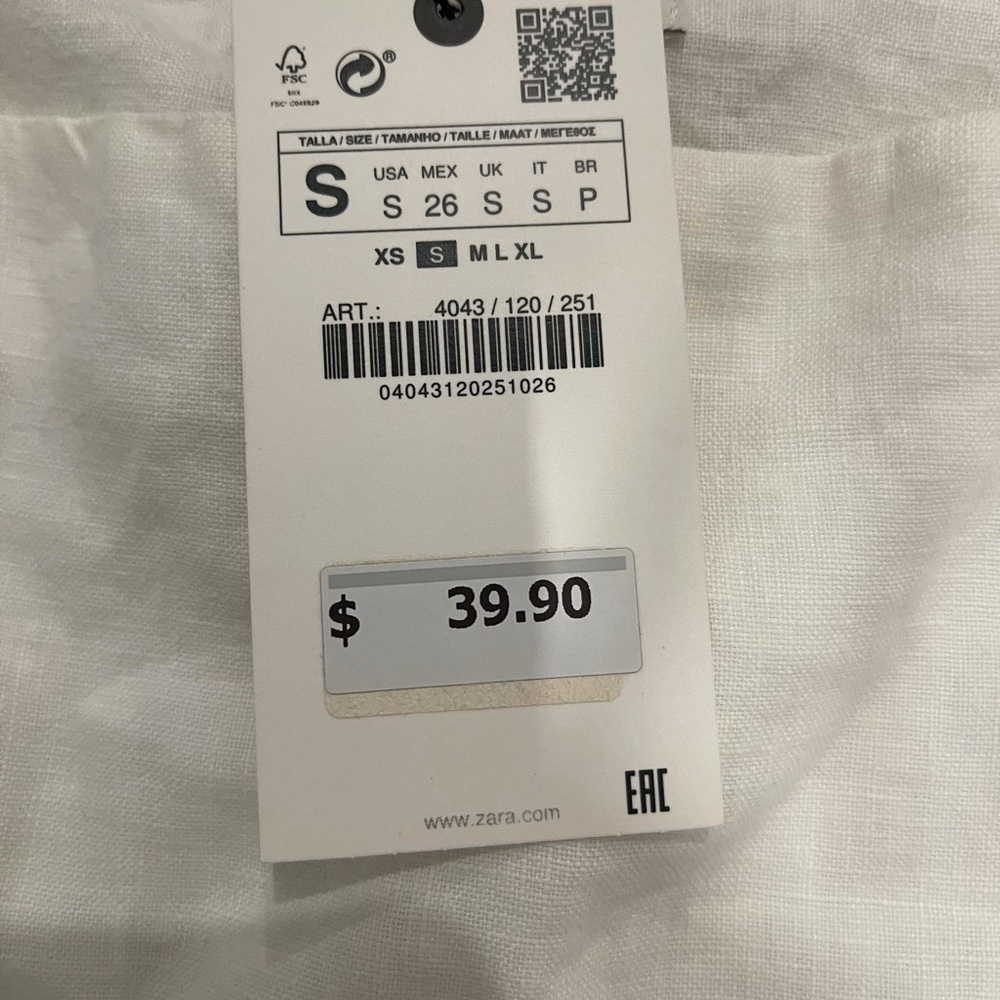 FSC
MIX
®
TALLA / SIZE / TAMANHO / TAILLE / MAAT / ΜΕΓΕΘΟΣ
S
USA MEX UK IT BR
S 26 S S P
XS S M L XL
ART.: 4043 / 120 / 251
04043120251026
$ 39.90
EAC
www.zara.com